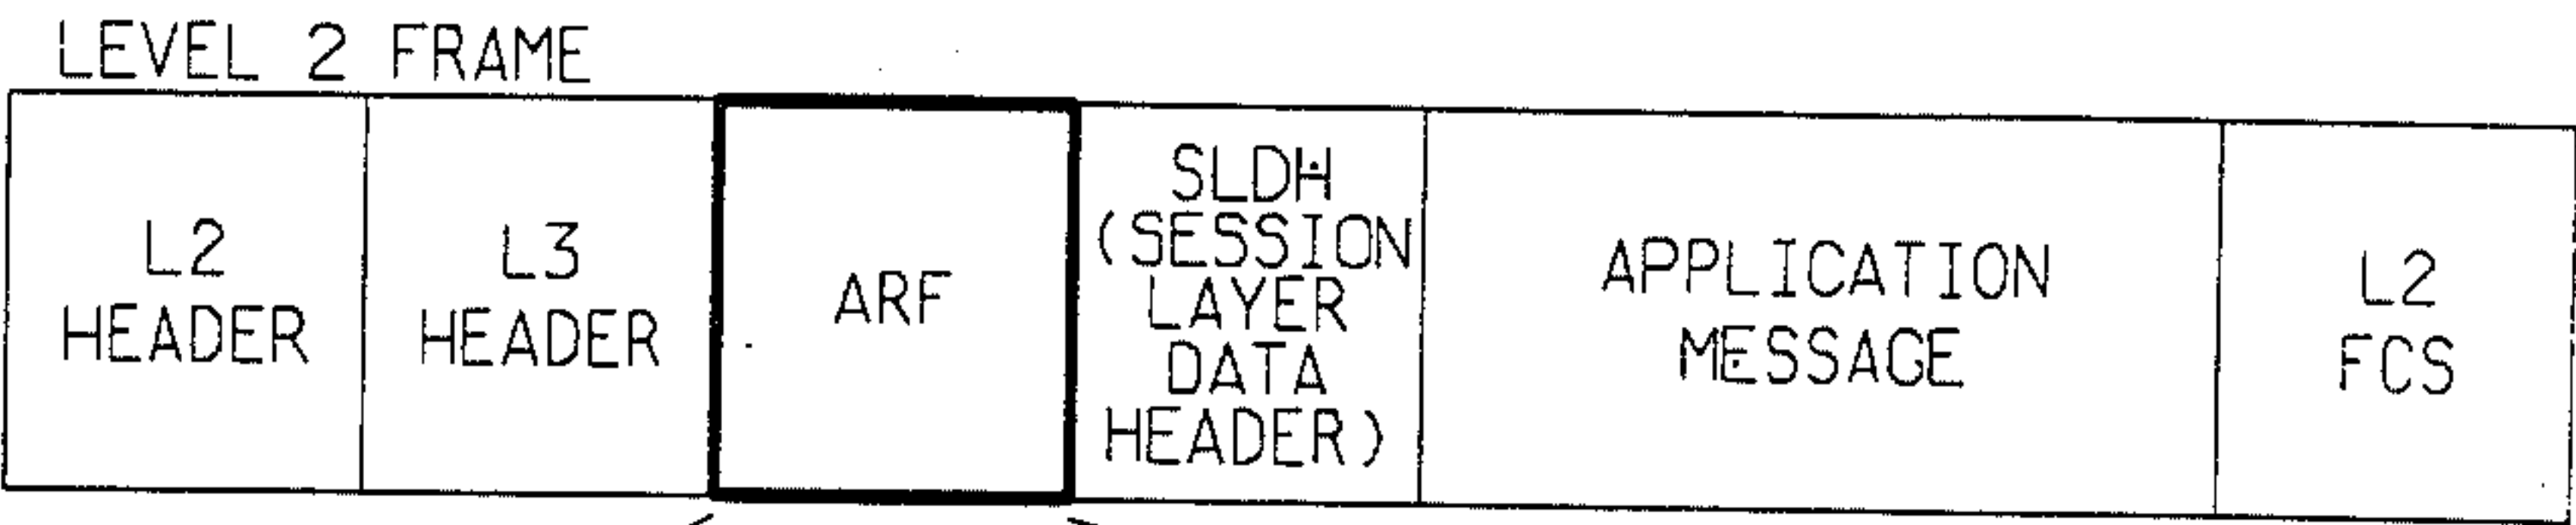 LEVEL 2 FRAME
L2
HEADER
L3
HEADER
ARF
SLDH
(SESSION
LAYER
DATA
HEADER)
APPLICATION
MESSAGE
L2
FCS